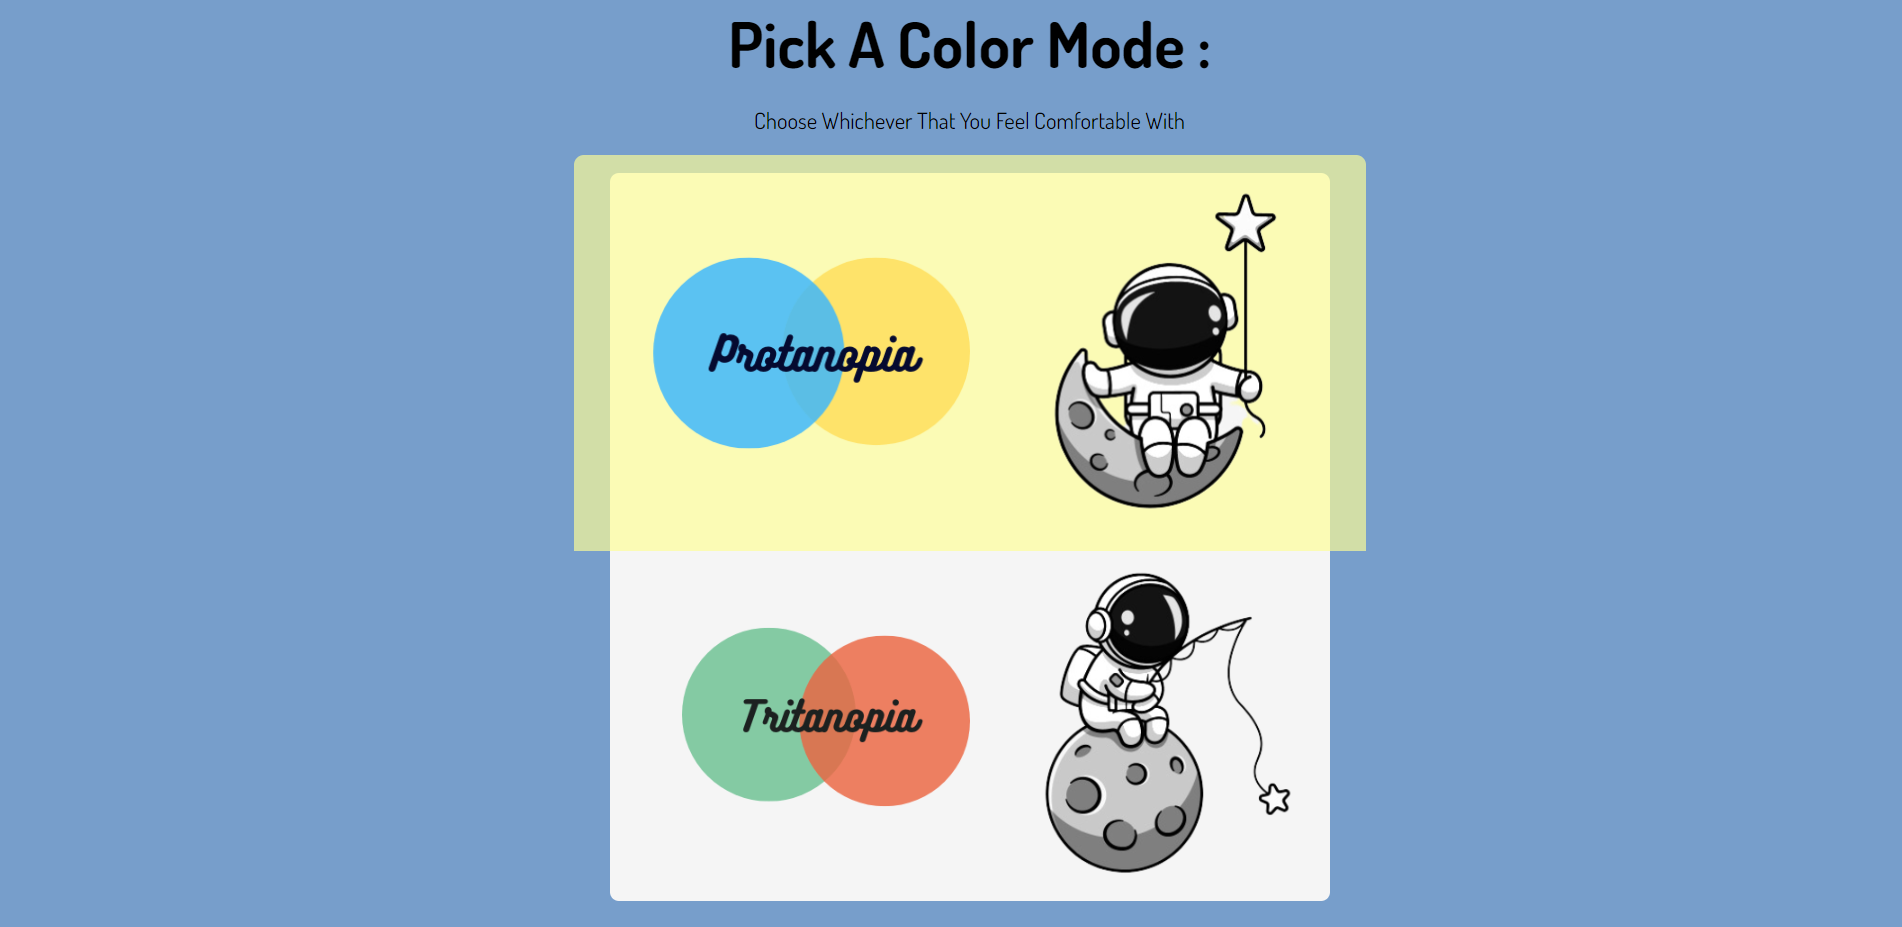 Pick A Color Mode :
Choose Whichever That You Feel Comfortable With
Protanopia
Tritanopia